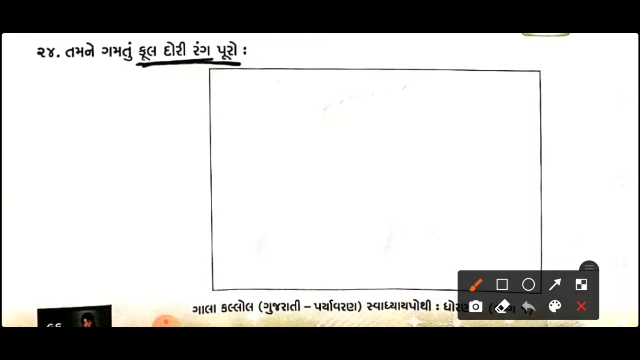 ૨૪. તમને ગમતું ફૂલ દોરી રંગ પૂરો :
ગાલા કલ્લોલ (ગુજરાતી – પર્યાવરણ) સ્વાધ્યાયપોથી : ધોરણ